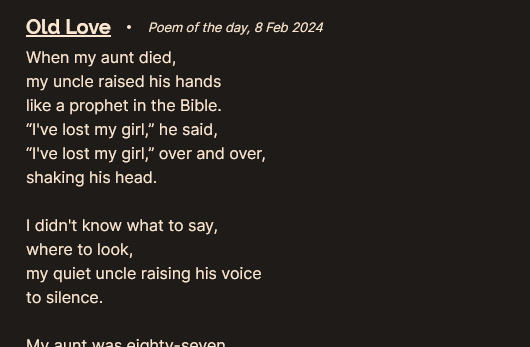 Old Love • Poem of the day, 8 Feb 2024
When my aunt died,
my uncle raised his hands
like a prophet in the Bible.
“I've lost my girl,” he said,
“I've lost my girl,” over and over,
shaking his head.

I didn't know what to say,
where to look,
my quiet uncle raising his voice
to silence.

My aunt was eighty-seven.